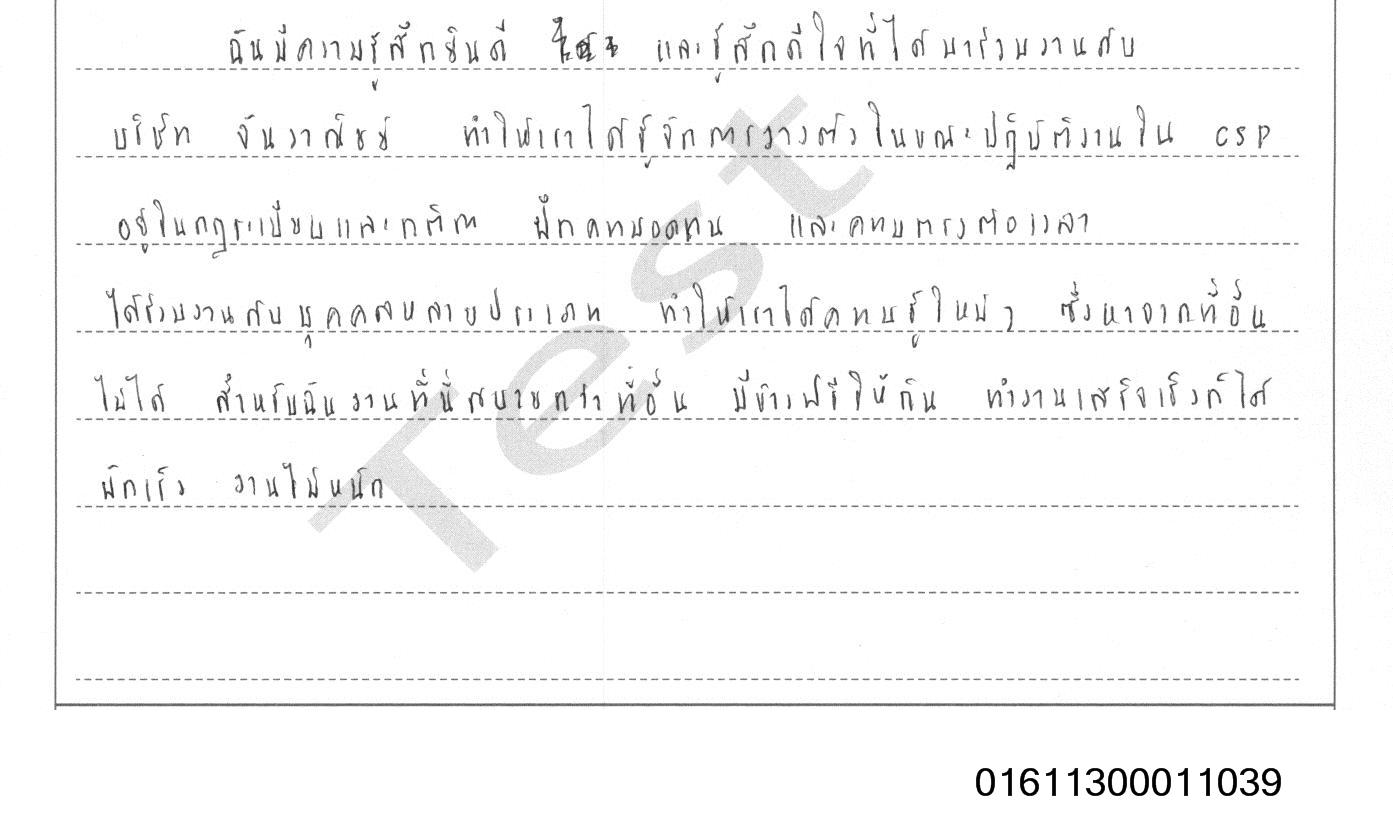 ฉันมีความรู้สึกยินดี และรู้สึกดีใจที่ได้มาร่วมงานกับ
บริษัท จันวาณิชย์ ทำให้เราได้รู้จักการวางตัวในขณะปฏิบัติงานใน CSP
อยู่ในกฎระเบียบและกติกา ฝึกความอดทน และความตรงต่อเวลา
ได้ร่วมงานกับบุคคลหลายประเภท ทำให้เราได้ความรู้ใหม่ๆ ซึ่งหาจากที่อื่น
ไม่ได้ สำหรับฉันงานที่นี่สบายกว่าที่อื่น มีข้าวฟรีให้กิน ทำงานเสร็จเร็วก็ได้
พักเร็ว งานไม่หนัก
Test
01611300011039